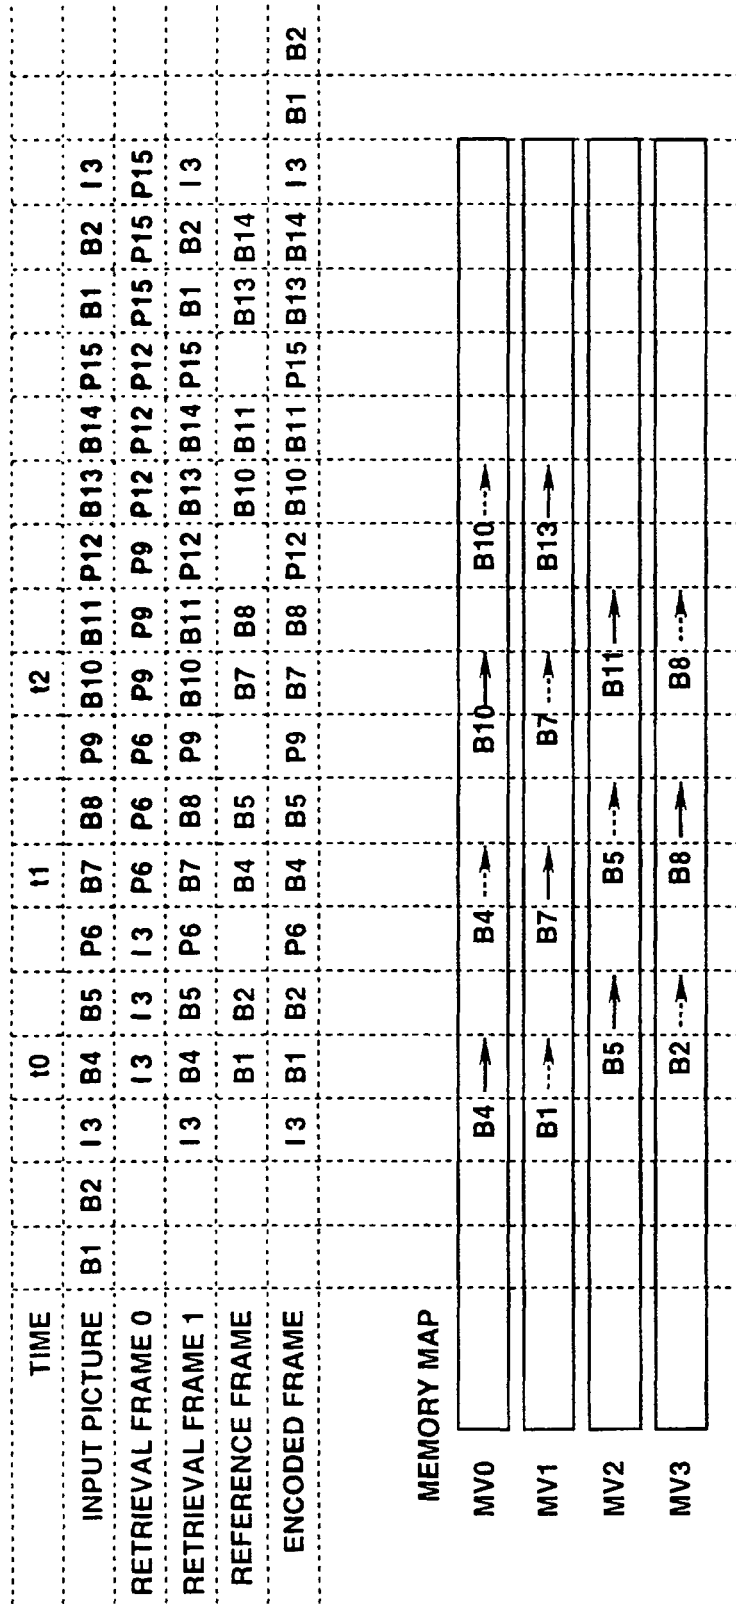 TIME t0 t1 t2
INPUT PICTURE B1 B2 I3 B4 B5 P6 B7 B8 P9 B10 B11 P12 B13 B14 P15 B1 B2 I3
RETRIEVAL FRAME 0 I3 I3 I3 P6 P6 P6 P9 P9 P9 P12 P12 P12 P15 P15 P15
RETRIEVAL FRAME 1 I3 B4 B5 P6 B7 B8 P9 B10 B11 P12 B13 B14 P15 B1 B2 I3
REFERENCE FRAME B1 B2 B4 B5 B7 B8 B10 B11 B13 B14
ENCODED FRAME I3 B1 B2 P6 B4 B5 P9 B7 B8 P12 B10 B11 P15 B13 B14 I3 B1 B2
MEMORY MAP
MV0 B4 B4 B10 B10
MV1 B1 B7 B7 B13
MV2 B5 B5 B11
MV3 B2 B8 B8